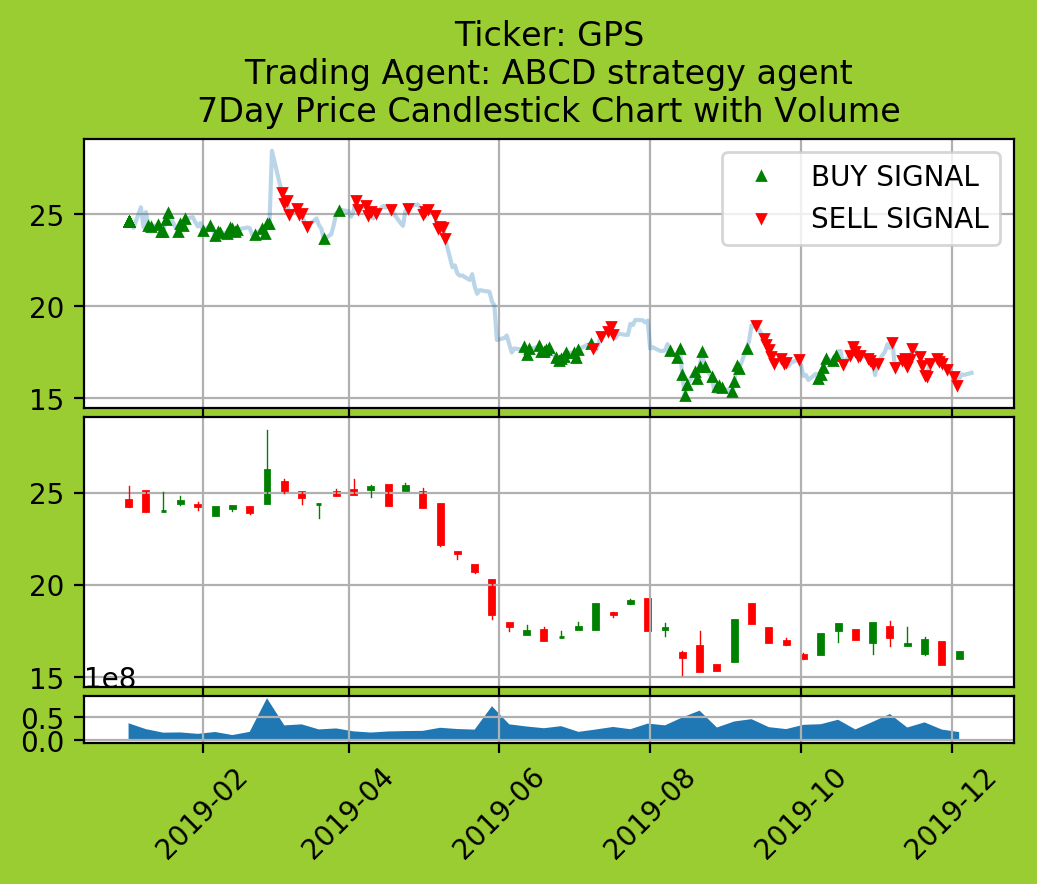 Ticker: GPS
Trading Agent: ABCD strategy agent
7Day Price Candlestick Chart with Volume
BUY SIGNAL
SELL SIGNAL
25
20
15
25
20
15
1e8
0.5
0.0
2019-02
2019-04
2019-06
2019-08
2019-10
2019-12